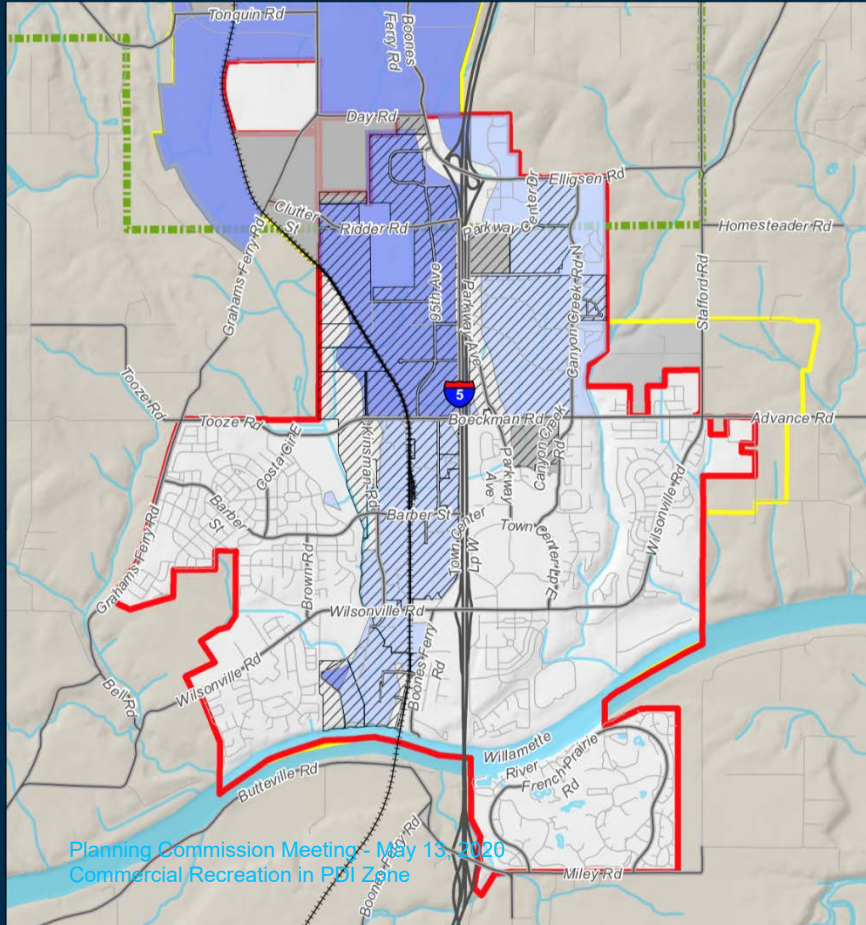 Tonquin Rd
Boones
Ferry Rd
Day Rd
Elligsen Rd
Clutter
St
Ridder Rd
Parkway Center Dr
Homesteader Rd
Grahams Ferry Rd
95th Ave
Parkway Ave
Canyon Creek Rd N
Stafford Rd
5
Tooze Rd
Tooze Rd
Boeckman Rd
Advance Rd
Costa Cir E
Kinsman Rd
Canyon Creek
Rd
Parkway
Ave
Barber
St
Barber St
Town Center
Town
Center Lp E
Wilsonville Rd
Grahams Ferry Rd
Brown Rd
Wilsonville Rd
Wilsonville Rd
Boones Ferry
Rd
Bell Rd
Willamette
River
French Prairie
Rd
Butteville Rd
Boones Ferry Rd
Miley Rd
Planning Commission Meeting - May 13, 2020
Commercial Recreation in PDI Zone